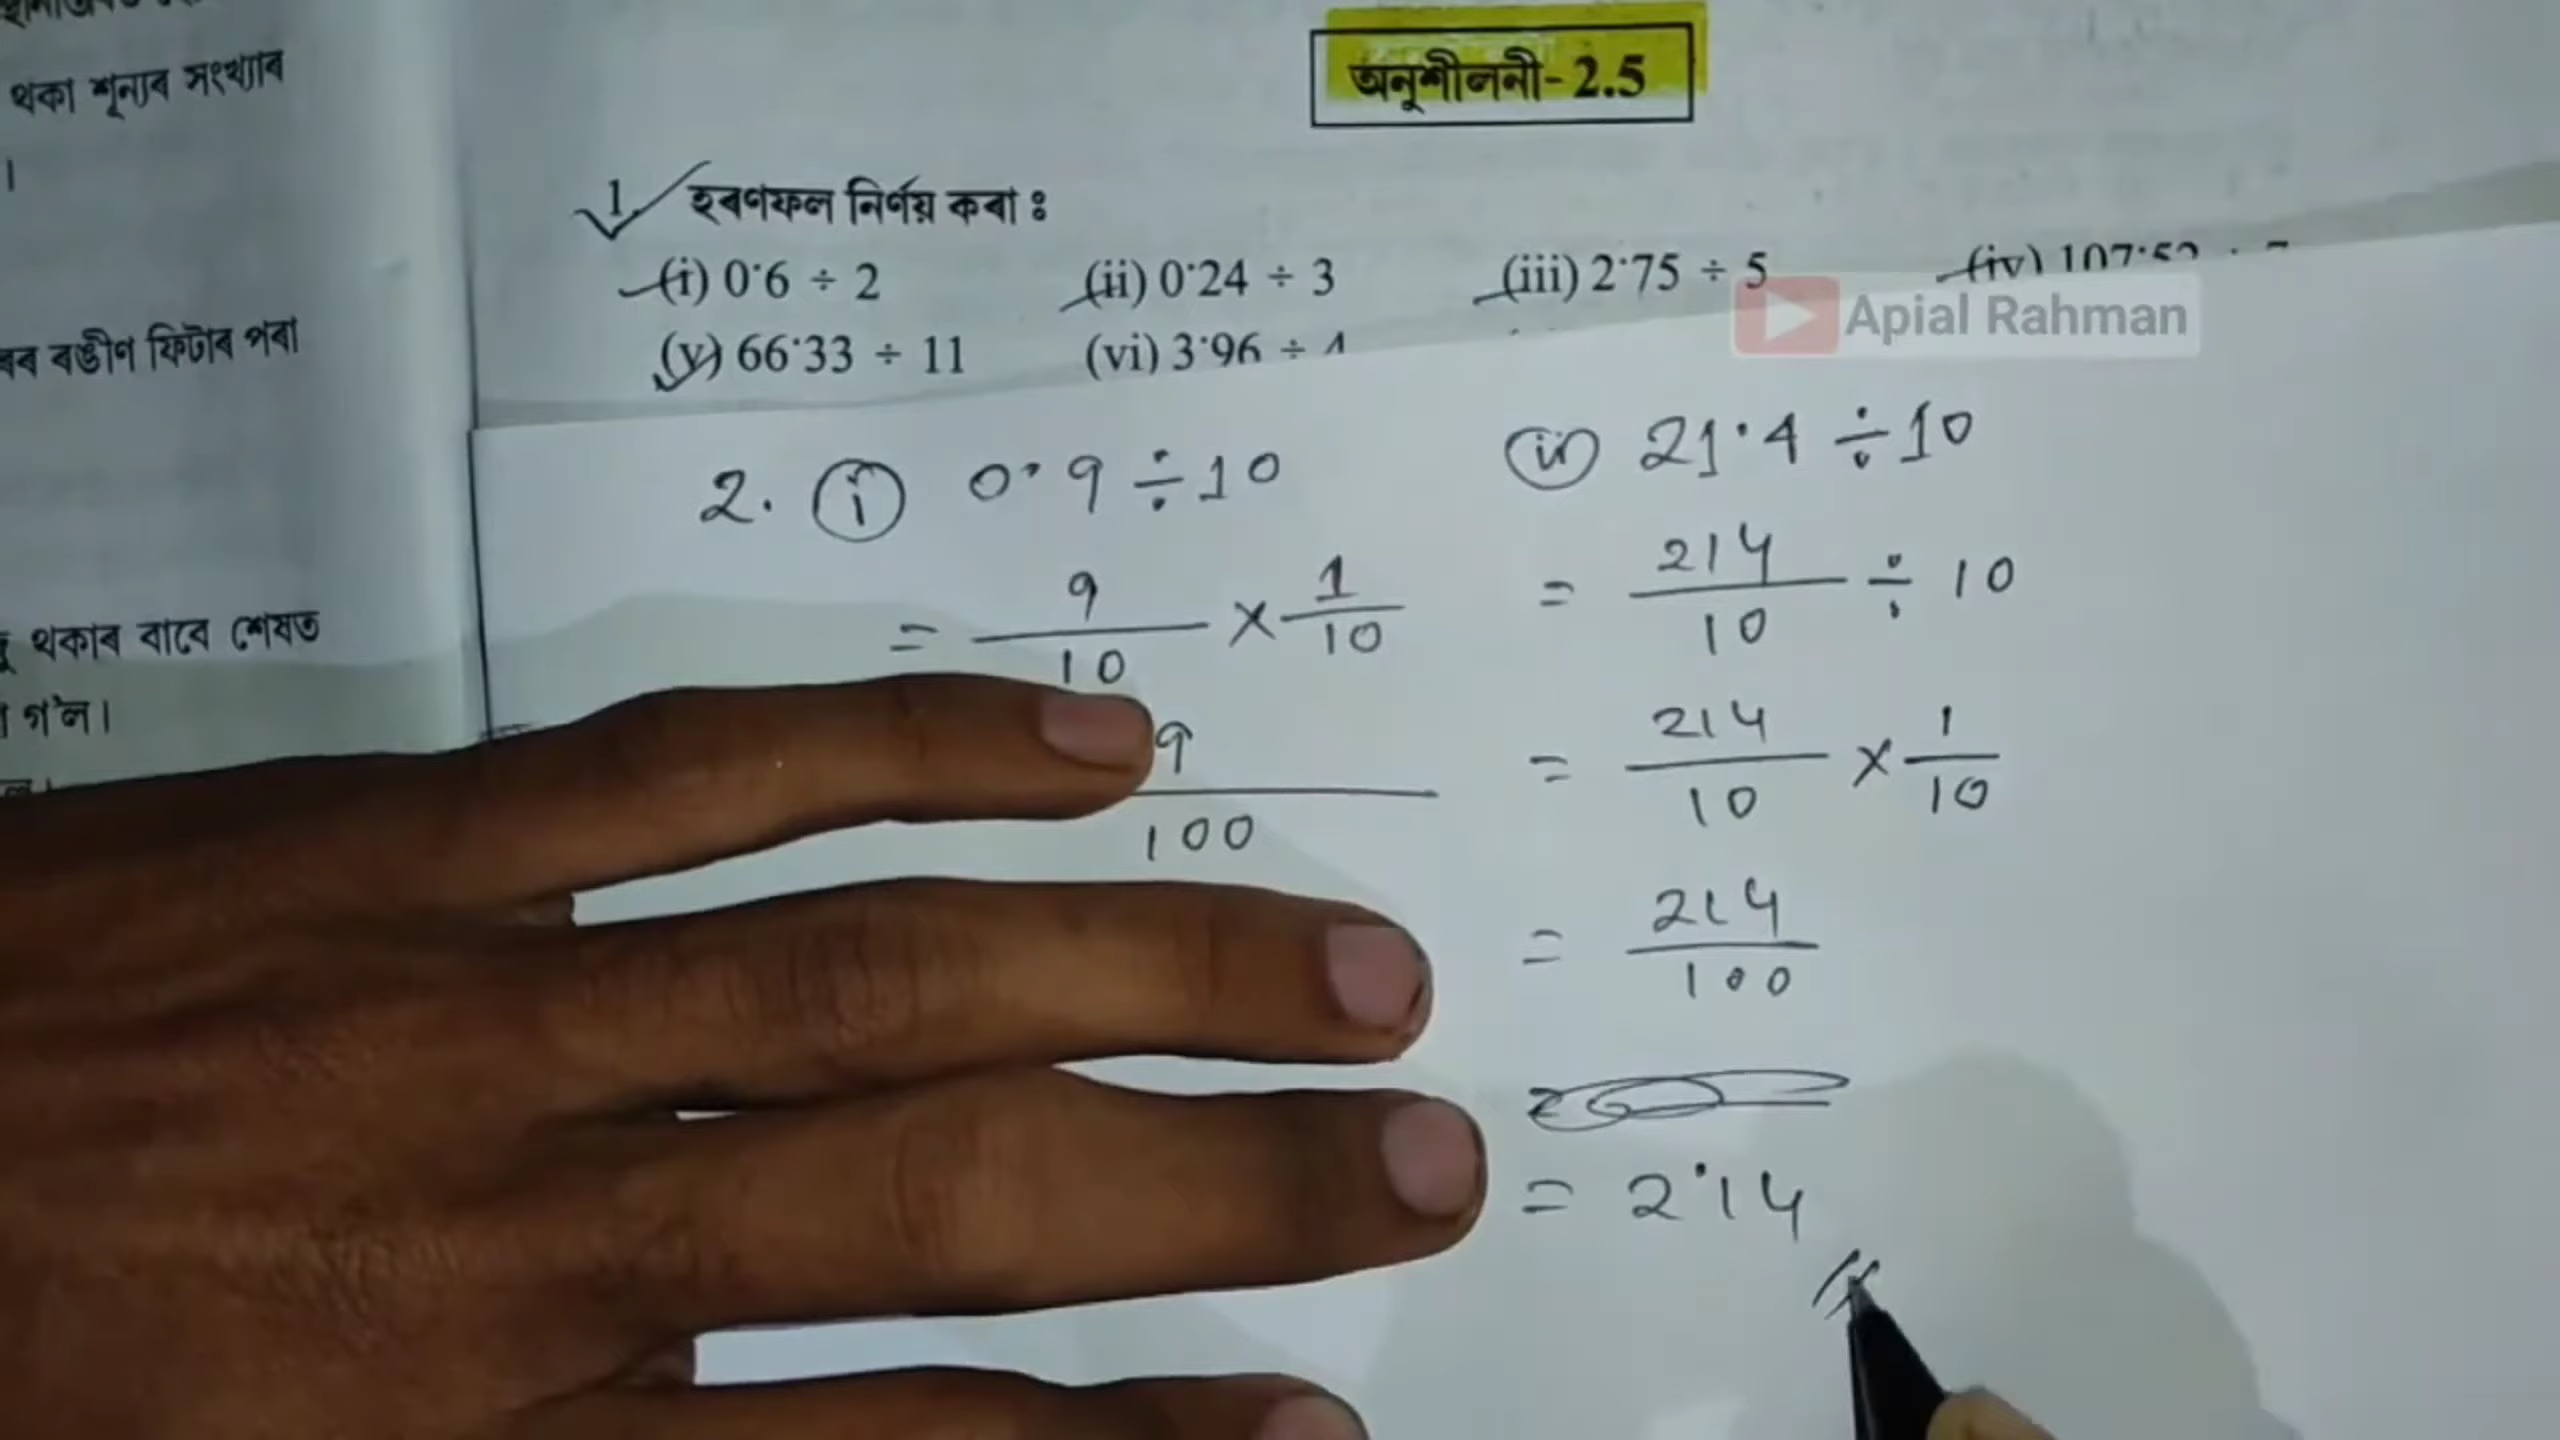 থকা শূন্যৰ সংখ্যাৰ
।
ৰঙীণ ফিটাৰ পৰা
থকাৰ বাবে শেষত
গ'ল।
অনুশীলনী- 2.5
1. হৰণফল নিৰ্ণয় কৰা ঃ
(i) 0·6 ÷ 2 (ii) 0·24 ÷ 3 (iii) 2·75 ÷ 5 (iv) 107·52
(v) 66·33 ÷ 11 (vi) 3·96 ÷ 4
Apial Rahman
2. (i) 0·9 ÷ 10
= 9/10 × 1/10
9/100
(ii) 21·4 ÷ 10
= 214/10 ÷ 10
= 214/10 × 1/10
= 214/100
= 2·14